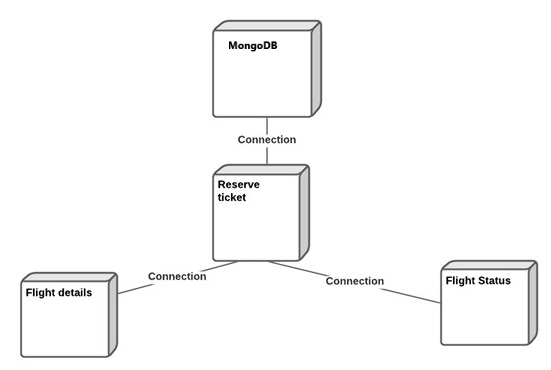 MongoDB
Connection
Reserve
ticket
Connection
Connection
Flight details
Flight Status